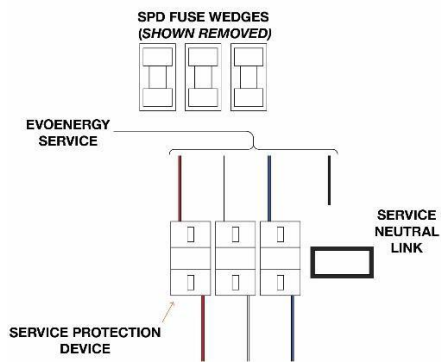 SPD FUSE WEDGES
(SHOWN REMOVED)
EVOENERGY
SERVICE
SERVICE
NEUTRAL
LINK
SERVICE PROTECTION
DEVICE